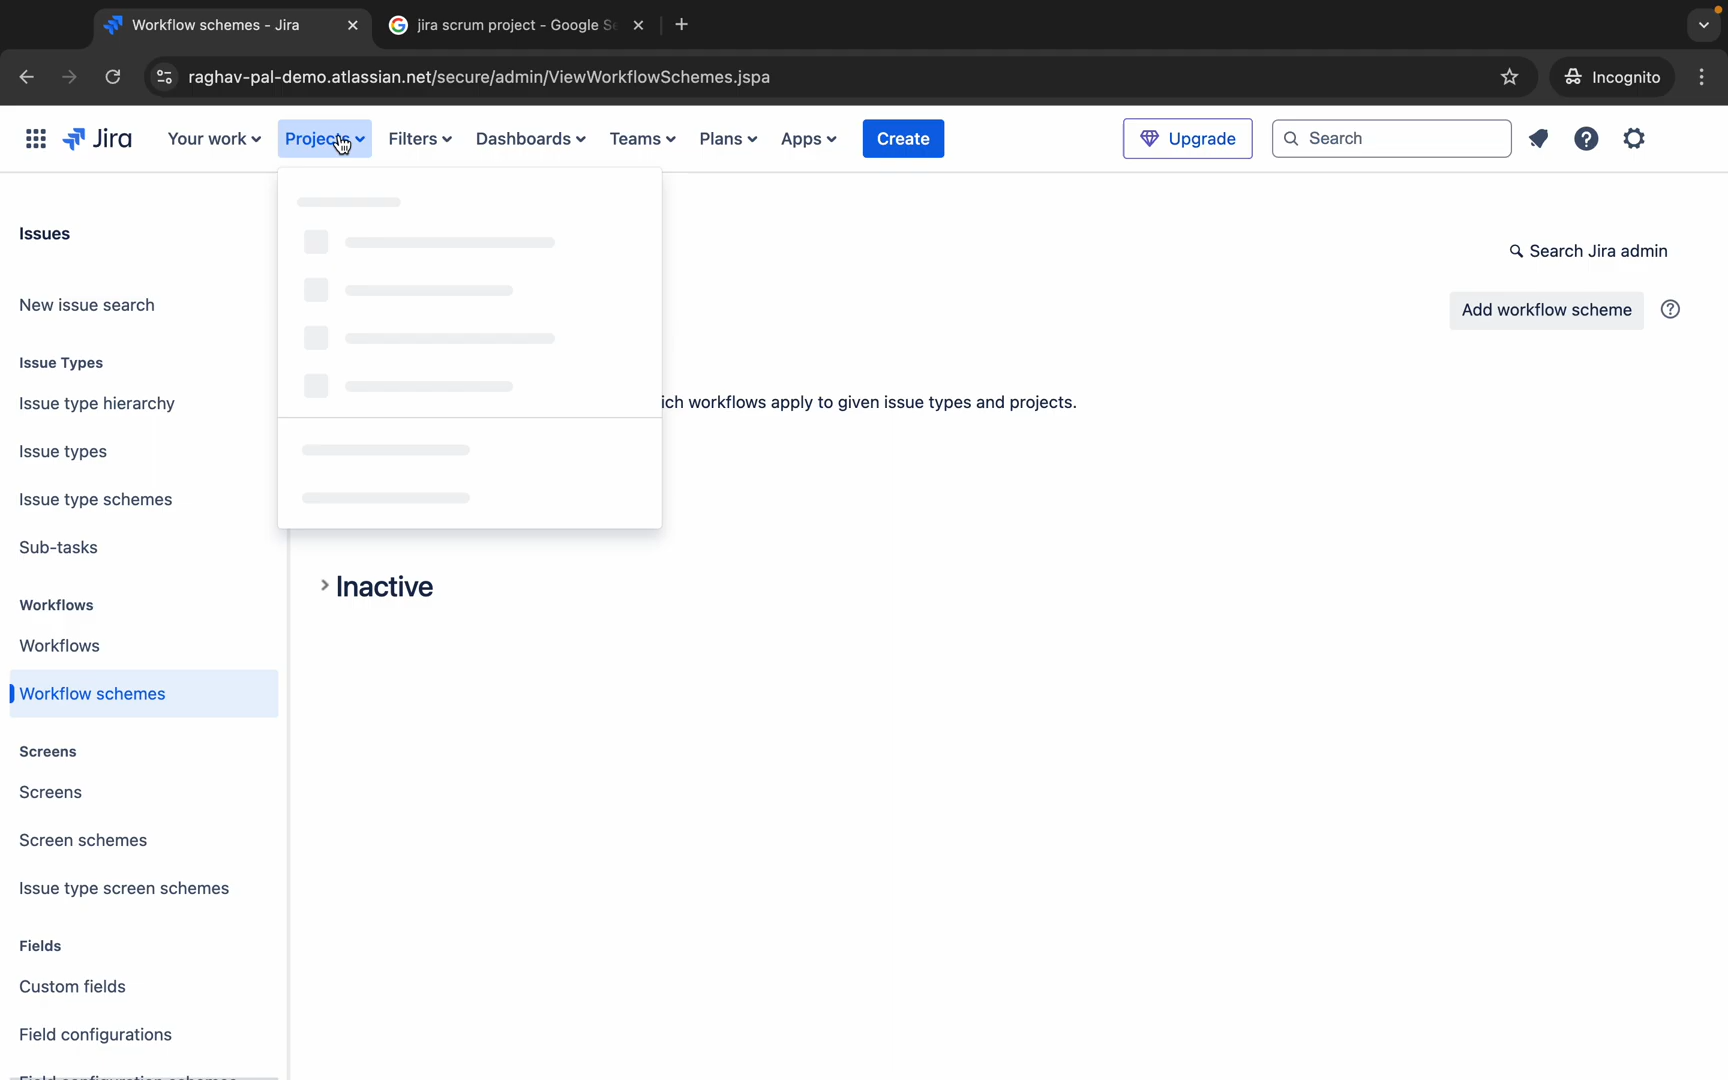 Workflow schemes - Jira
jira scrum project - Google Se
raghav-pal-demo.atlassian.net/secure/admin/ViewWorkflowSchemes.jspa
Incognito
Jira
Your work
Projects
Filters
Dashboards
Teams
Plans
Apps
Create
Upgrade
Search
Issues
Search Jira admin
New issue search
Add workflow scheme
Issue Types
Issue type hierarchy
ich workflows apply to given issue types and projects.
Issue types
Issue type schemes
Sub-tasks
Inactive
Workflows
Workflows
Workflow schemes
Screens
Screens
Screen schemes
Issue type screen schemes
Fields
Custom fields
Field configurations
Field configuration schemes